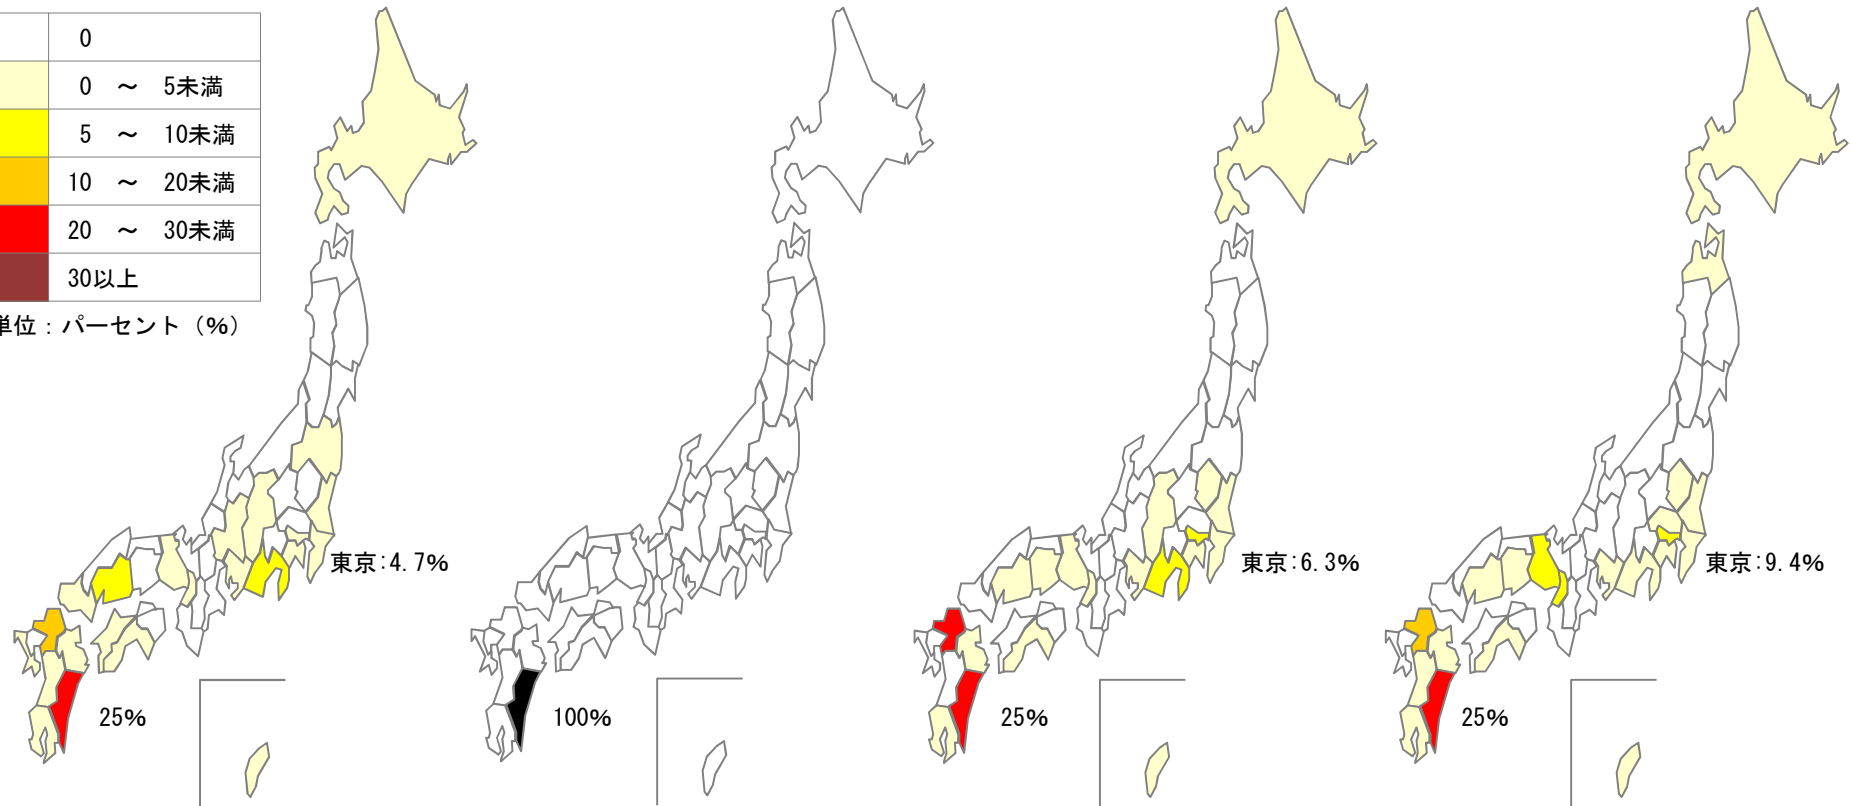 0
0 ～ 5未満
5 ～ 10未満
10 ～ 20未満
20 ～ 30未満
30以上
単位：パーセント（%）
東京:4.7%
東京:6.3%
東京:9.4%
25%
100%
25%
25%